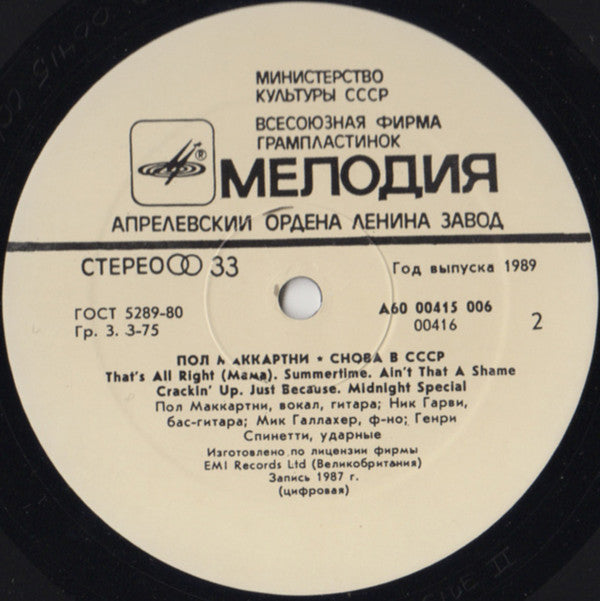 МИНИСТЕРСТВО
КУЛЬТУРЫ СССР
ВСЕСОЮЗНАЯ ФИРМА
ГРАМПЛАСТИНОК
®
МЕЛОДИЯ
АПРЕЛЕВСКИЙ ОРДЕНА ЛЕНИНА ЗАВОД
СТЕРЕО 33
Год выпуска 1989
ГОСТ 5289-80
Гр. 3. 3-75
А60 00415 006
00416
2
ПОЛ МАККАРТНИ ★ СНОВА В СССР
That's All Right (Мама). Summertime. Ain't That A Shame
Crackin' Up. Just Because. Midnight Special
Пол Маккартни, вокал, гитара; Ник Гарви,
бас-гитара; Мик Галлахер, ф-но; Генри
Спинетти, ударные
Изготовлено по лицензии фирмы
EMI Records Ltd (Великобритания)
Запись 1987 г.
(цифровая)